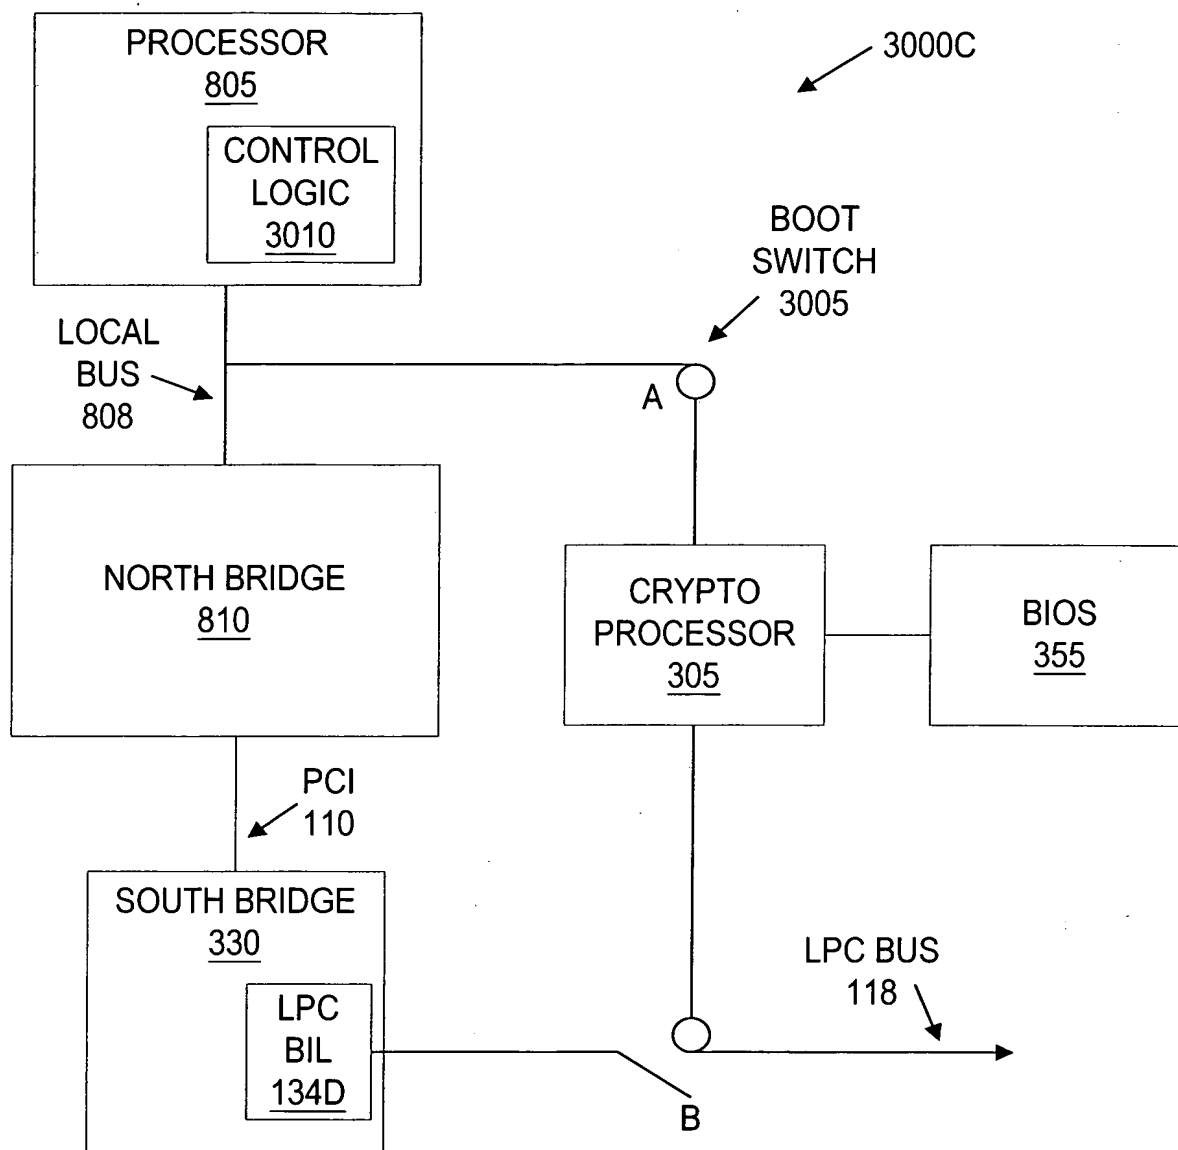 PROCESSOR
805
CONTROL
LOGIC
3010
3000C
BOOT
SWITCH
3005
LOCAL
BUS
808
A
NORTH BRIDGE
810
CRYPTO
PROCESSOR
305
BIOS
355
PCI
110
SOUTH BRIDGE
330
LPC
BIL
134D
LPC BUS
118
B